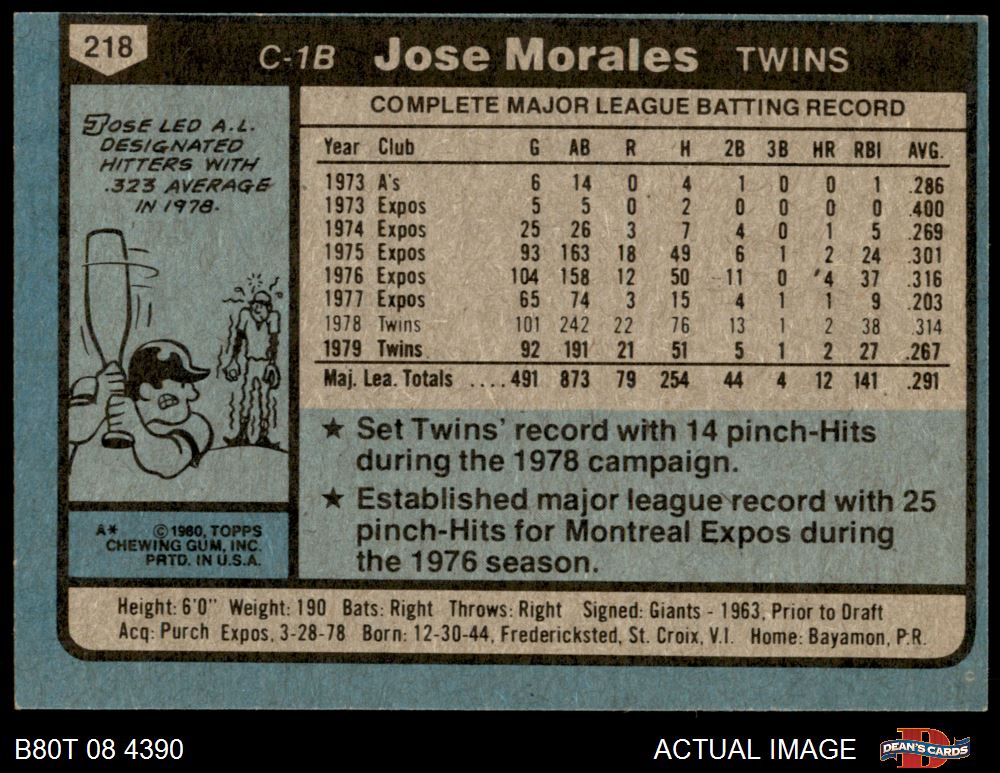 218
C-1B Jose Morales TWINS
JOSE LED A.L.
DESIGNATED
HITTERS WITH
.323 AVERAGE
IN 1978.
A* ©1980, TOPPS
CHEWING GUM, INC.
PRTD. IN U.S.A.
COMPLETE MAJOR LEAGUE BATTING RECORD
Year Club G AB R H 2B 3B HR RBI AVG.
1973 A's 6 14 0 4 1 0 0 1 .286
1973 Expos 5 5 0 2 0 0 0 0 .400
1974 Expos 25 26 3 7 4 0 1 5 .269
1975 Expos 93 163 18 49 6 1 2 24 .301
1976 Expos 104 158 12 50 11 0 4 37 .316
1977 Expos 65 74 3 15 4 1 1 9 .203
1978 Twins 101 242 22 76 13 1 2 38 .314
1979 Twins 92 191 21 51 5 1 2 27 .267
Maj. Lea. Totals ....491 873 79 254 44 4 12 141 .291
★ Set Twins' record with 14 pinch-Hits
during the 1978 campaign.
★ Established major league record with 25
pinch-Hits for Montreal Expos during
the 1976 season.
Height: 6'0" Weight: 190 Bats: Right Throws: Right Signed: Giants - 1963, Prior to Draft
Acq: Purch Expos, 3-28-78 Born: 12-30-44, Fredericksted, St. Croix, V.I. Home: Bayamon, P.R.
C
B80T 08 4390 ACTUAL IMAGE DEAN'S CARDS